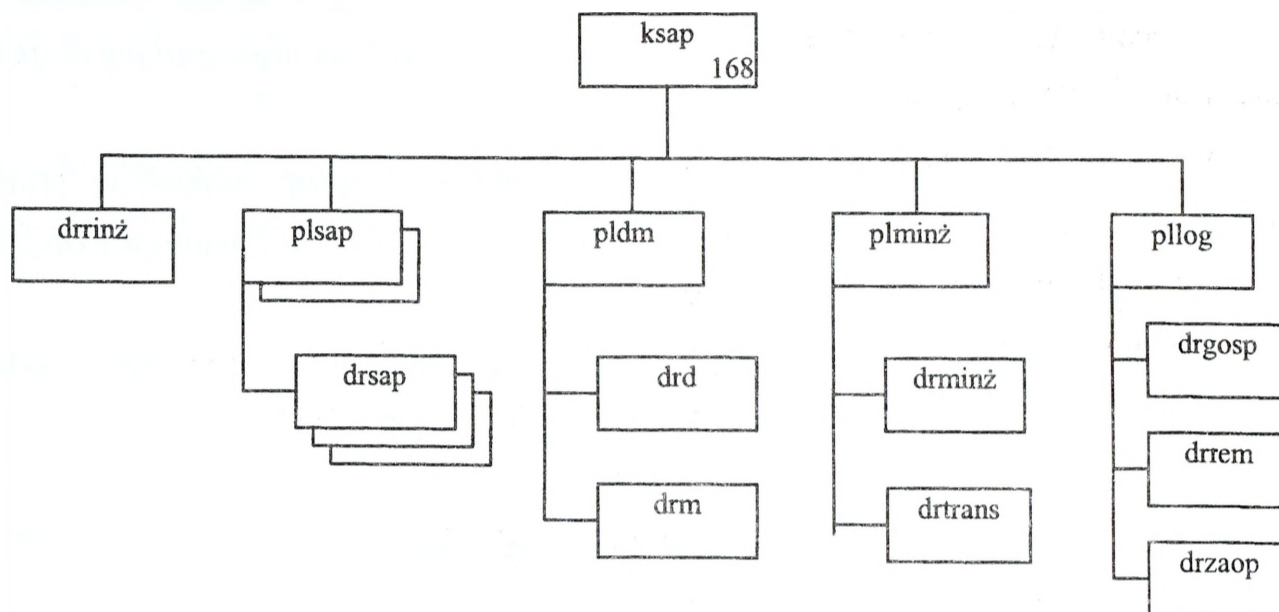 ksap
168
drrinż
plsap
pldm
plminż
pllog
drsap
drd
drminż
drgosp
drm
drtrans
drrem
drzaop